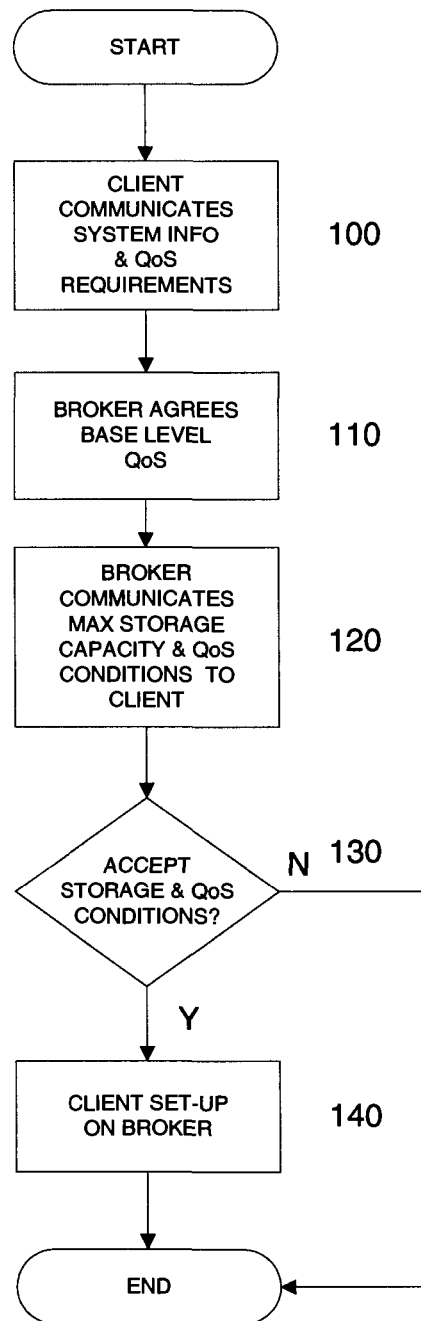 START
CLIENT
COMMUNICATES
SYSTEM INFO
& QoS
REQUIREMENTS
100
BROKER AGREES
BASE LEVEL
QoS
110
BROKER
COMMUNICATES
MAX STORAGE
CAPACITY & QoS
CONDITIONS TO
CLIENT
120
ACCEPT
STORAGE & QoS
CONDITIONS?
N
130
Y
CLIENT SET-UP
ON BROKER
140
END